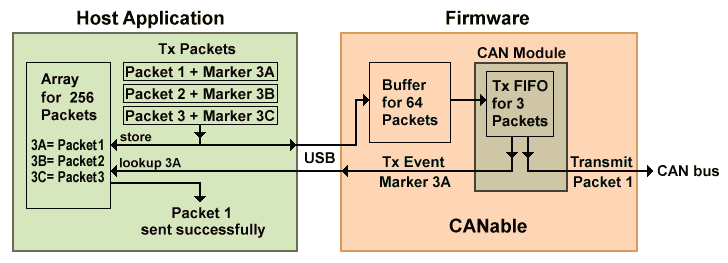 Host Application
Firmware
Tx Packets
Packet 1 + Marker 3A
Packet 2 + Marker 3B
Packet 3 + Marker 3C
Array
for 256
Packets
3A= Packet1
3B= Packet2
3C= Packet3
store
lookup 3A
Packet 1
sent successfully
USB
Buffer
for 64
Packets
CAN Module
Tx FIFO
for 3
Packets
Tx Event
Marker 3A
Transmit
Packet 1
CAN bus
CANable